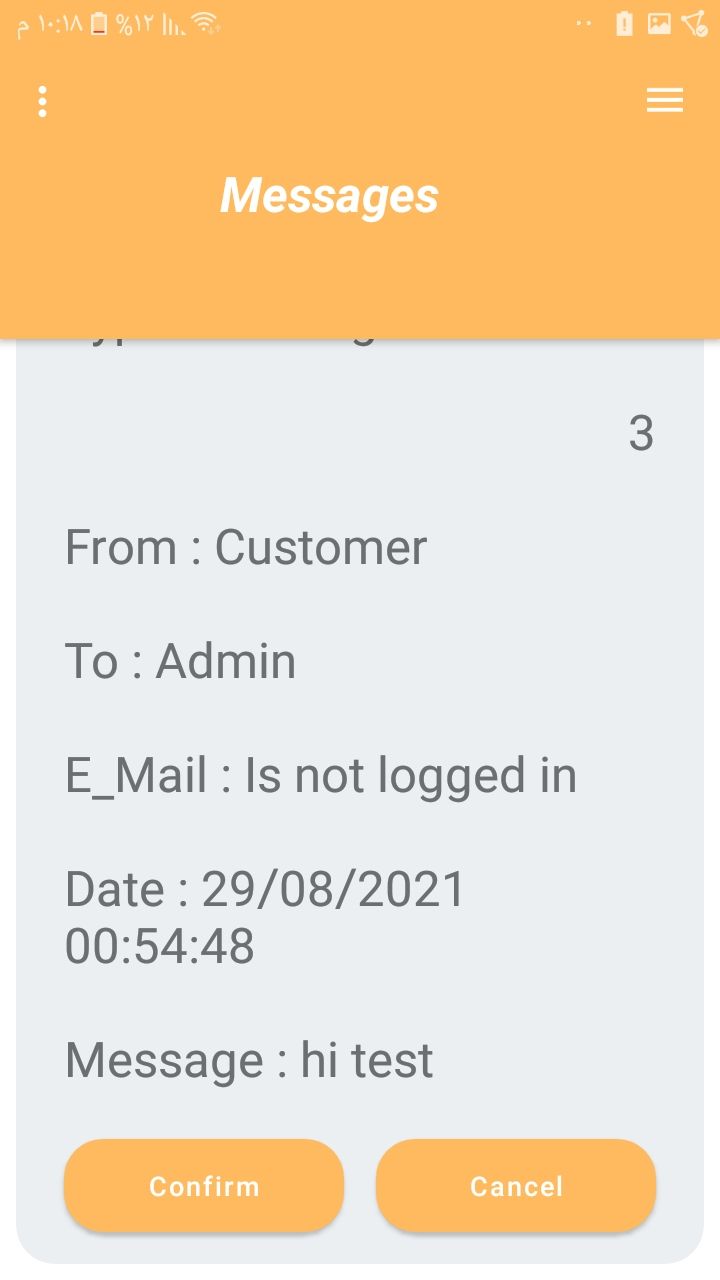 م ١٠:١٨ %١٢
Messages
3
From : Customer
To : Admin
E_Mail : Is not logged in
Date : 29/08/2021
00:54:48
Message : hi test
Confirm
Cancel